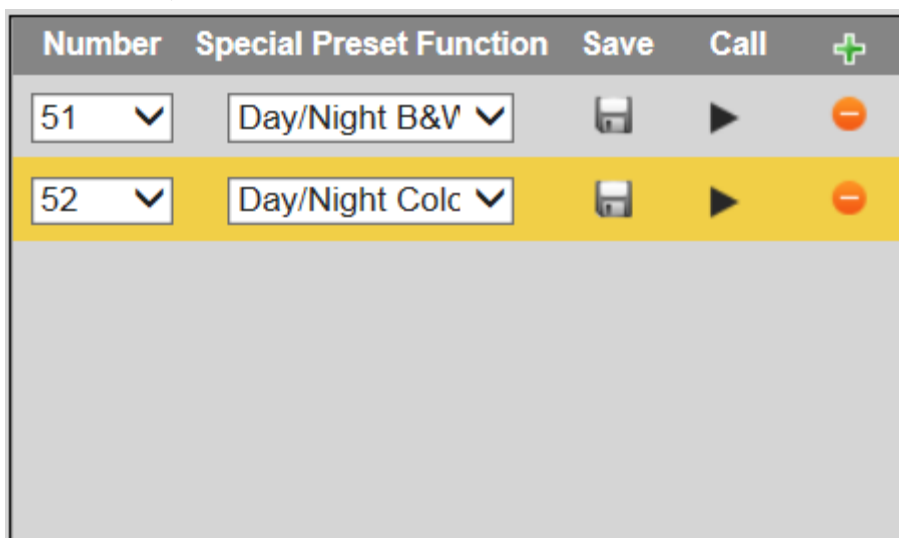 Number Special Preset Function Save Call
51 Day/Night B&W
52 Day/Night Colc